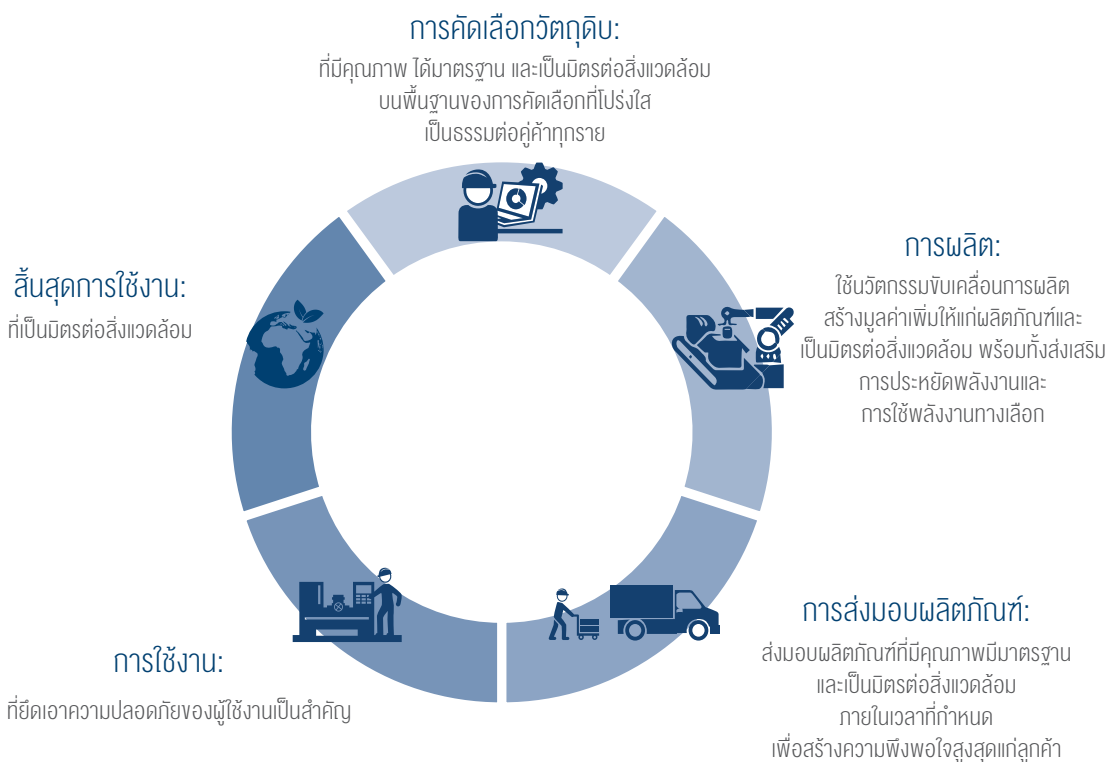 การคัดเลือกวัตถุดิบ:
ที่มีคุณภาพ ได้มาตรฐาน และเป็นมิตรต่อสิ่งแวดล้อม
บนพื้นฐานของการคัดเลือกที่โปร่งใส
เป็นธรรมต่อคู่ค้าทุกราย
การผลิต:
ใช้นวัตกรรมขับเคลื่อนการผลิต
สร้างมูลค่าเพิ่มให้แก่ผลิตภัณฑ์และ
เป็นมิตรต่อสิ่งแวดล้อม พร้อมทั้งส่งเสริม
การประหยัดพลังงานและ
การใช้พลังงานทางเลือก
การส่งมอบผลิตภัณฑ์:
ส่งมอบผลิตภัณฑ์ที่มีคุณภาพมีมาตรฐาน
และเป็นมิตรต่อสิ่งแวดล้อม
ภายในเวลาที่กำหนด
เพื่อสร้างความพึงพอใจสูงสุดแก่ลูกค้า
การใช้งาน:
ที่ยึดเอาความปลอดภัยของผู้ใช้งานเป็นสำคัญ
สิ้นสุดการใช้งาน:
ที่เป็นมิตรต่อสิ่งแวดล้อม